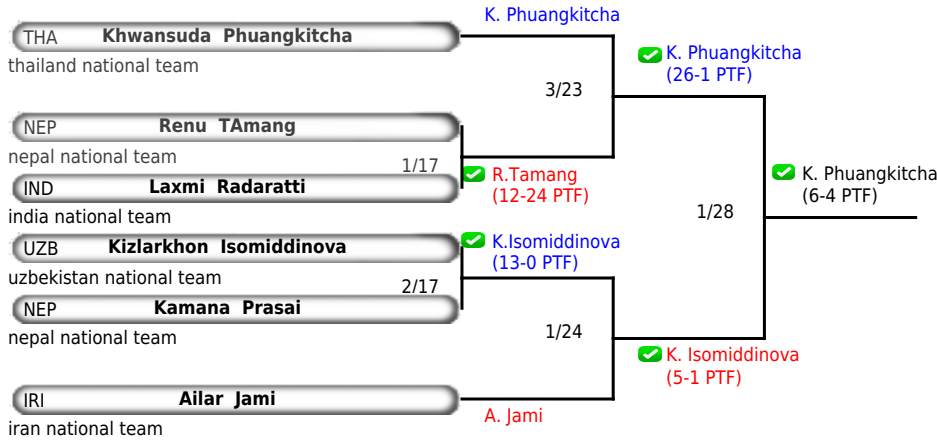 K. Phuangkitcha
THA Khwansuda Phuangkitcha
thailand national team
K. Phuangkitcha
(26-1 PTF)
3/23
NEP Renu TAmang
nepal national team
1/17
R.Tamang
(12-24 PTF)
IND Laxmi Radaratti
india national team
K. Phuangkitcha
(6-4 PTF)
1/28
UZB Kizlarkhon Isomiddinova
uzbekistan national team
K.Isomiddinova
(13-0 PTF)
2/17
NEP Kamana Prasai
nepal national team
1/24
K. Isomiddinova
(5-1 PTF)
IRI Ailar Jami
iran national team
A. Jami